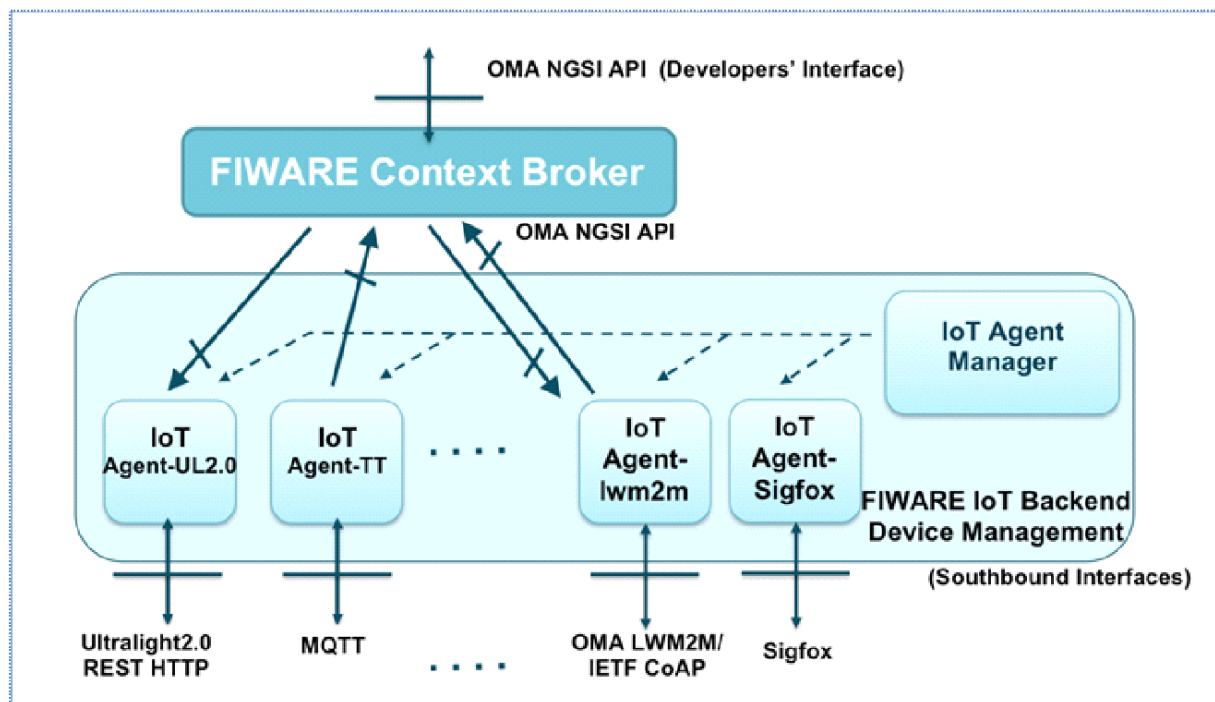 OMA NGSI API (Developers' Interface)
FIWARE Context Broker
OMA NGSI API
IoT Agent
Manager
IoT
Agent-UL2.0
IoT
Agent-TT
. . . .
IoT
Agent-
lwm2m
IoT
Agent-
Sigfox
FIWARE IoT Backend
Device Management
(Southbound Interfaces)
Ultralight2.0
REST HTTP
MQTT
. . . .
OMA LWM2M/
IETF CoAP
Sigfox